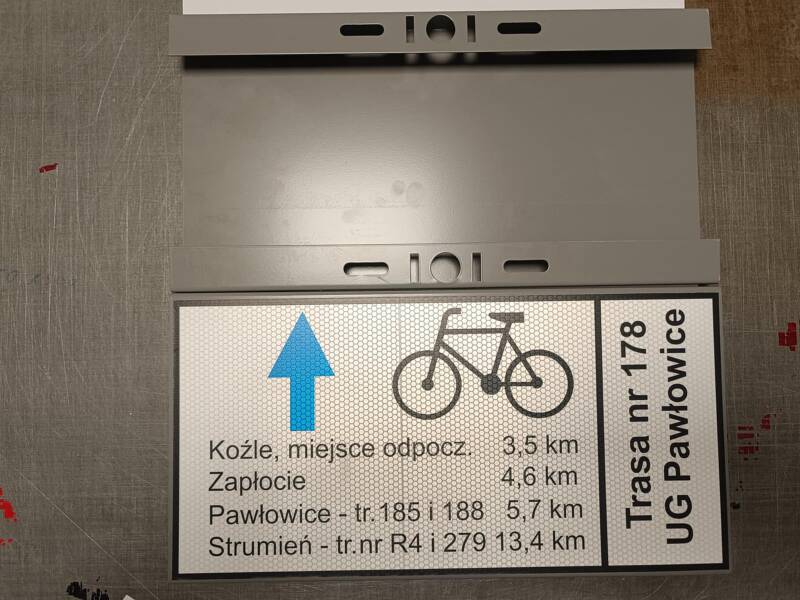 Koźle, miejsce odpocz. 3,5 km
Zapłocie 4,6 km
Pawłowice - tr.185 i 188 5,7 km
Strumień - tr.nr R4 i 279 13,4 km
Trasa nr 178
UG Pawłowice